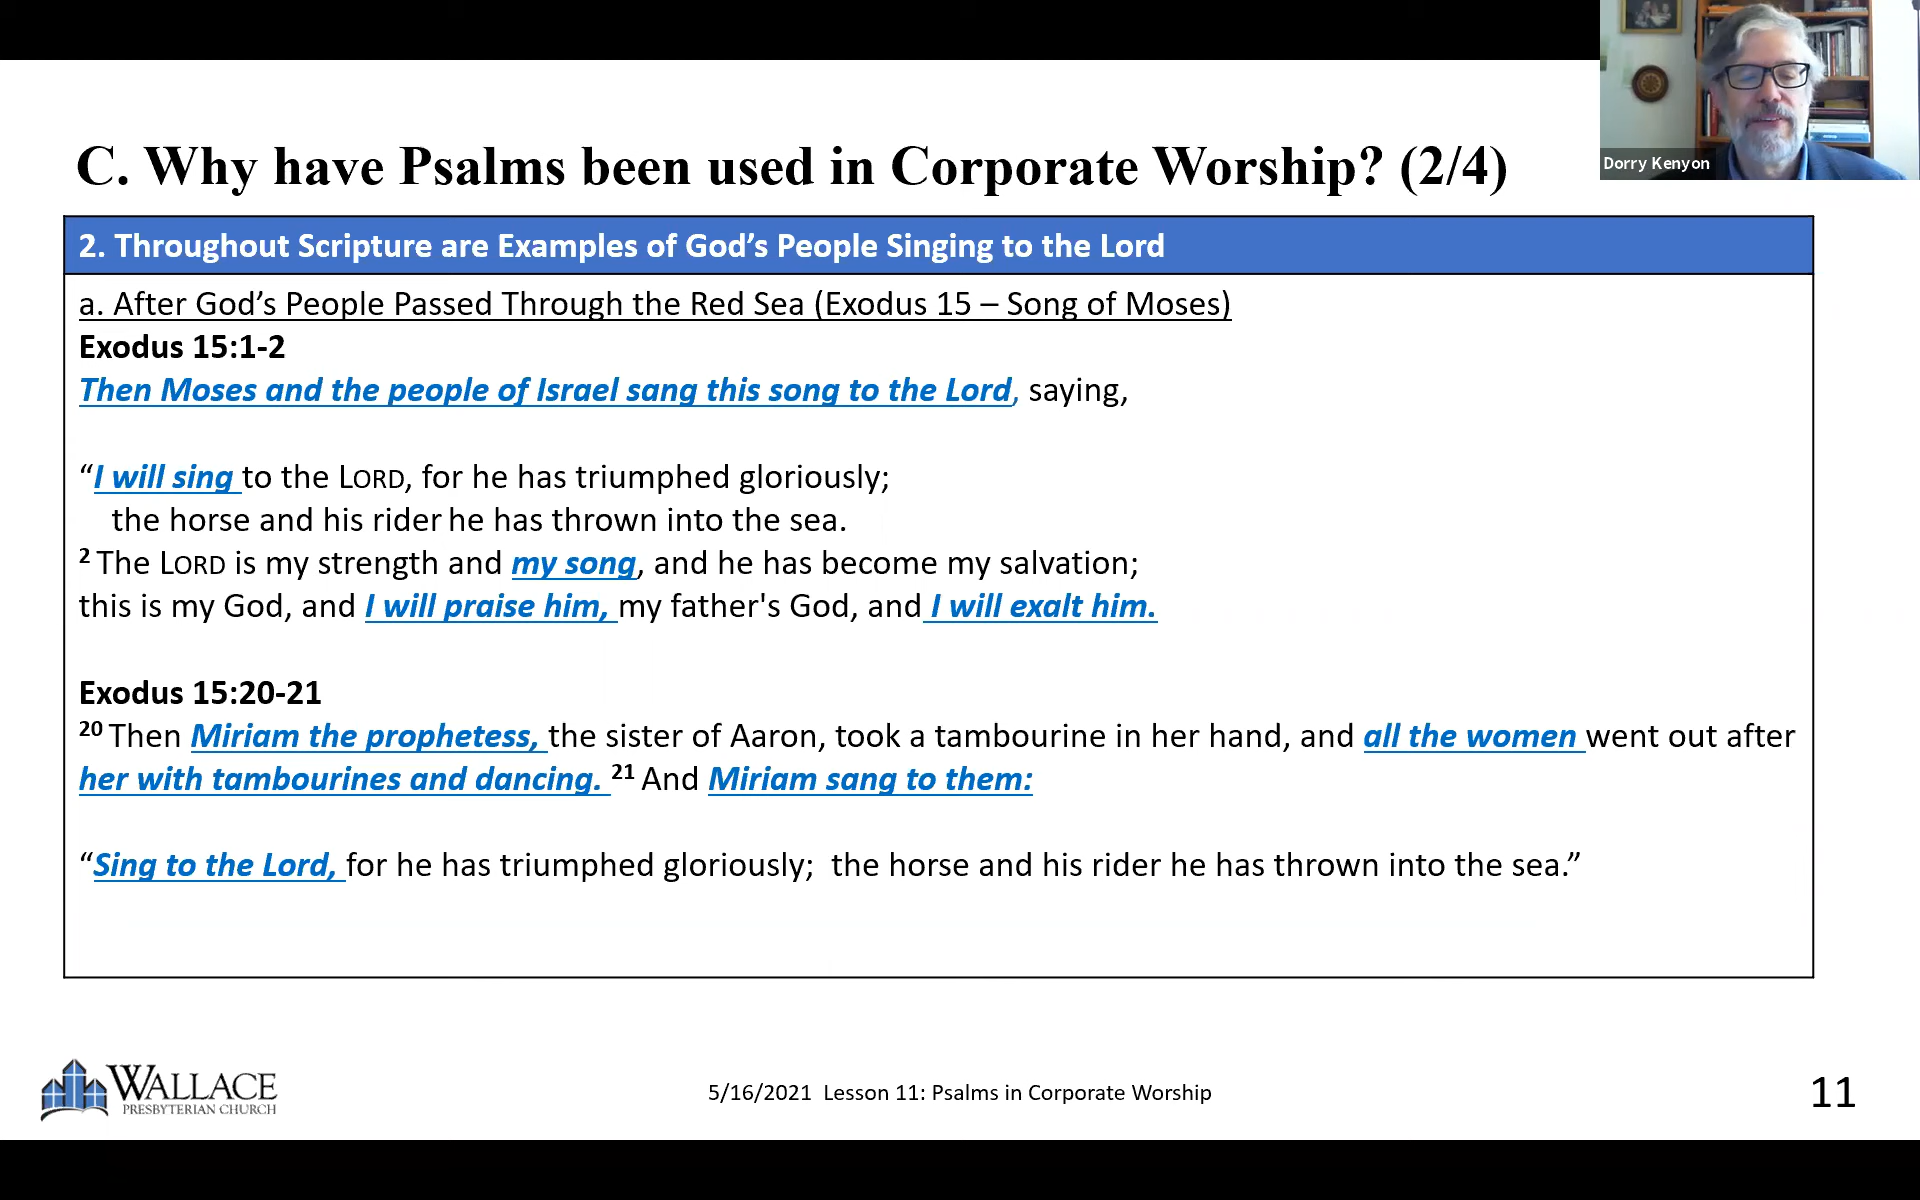 C. Why have Psalms been used in Corporate Worship? (2/4)
Dorry Kenyon
2. Throughout Scripture are Examples of God’s People Singing to the Lord
a. After God’s People Passed Through the Red Sea (Exodus 15 – Song of Moses)
Exodus 15:1-2
Then Moses and the people of Israel sang this song to the Lord, saying,
“I will sing to the LORD, for he has triumphed gloriously;
the horse and his rider he has thrown into the sea.
2 The LORD is my strength and my song, and he has become my salvation;
this is my God, and I will praise him, my father's God, and I will exalt him.
Exodus 15:20-21
20 Then Miriam the prophetess, the sister of Aaron, took a tambourine in her hand, and all the women went out after
her with tambourines and dancing. 21 And Miriam sang to them:
“Sing to the Lord, for he has triumphed gloriously;  the horse and his rider he has thrown into the sea.”
WALLACE
PRESBYTERIAN CHURCH
5/16/2021  Lesson 11: Psalms in Corporate Worship
11